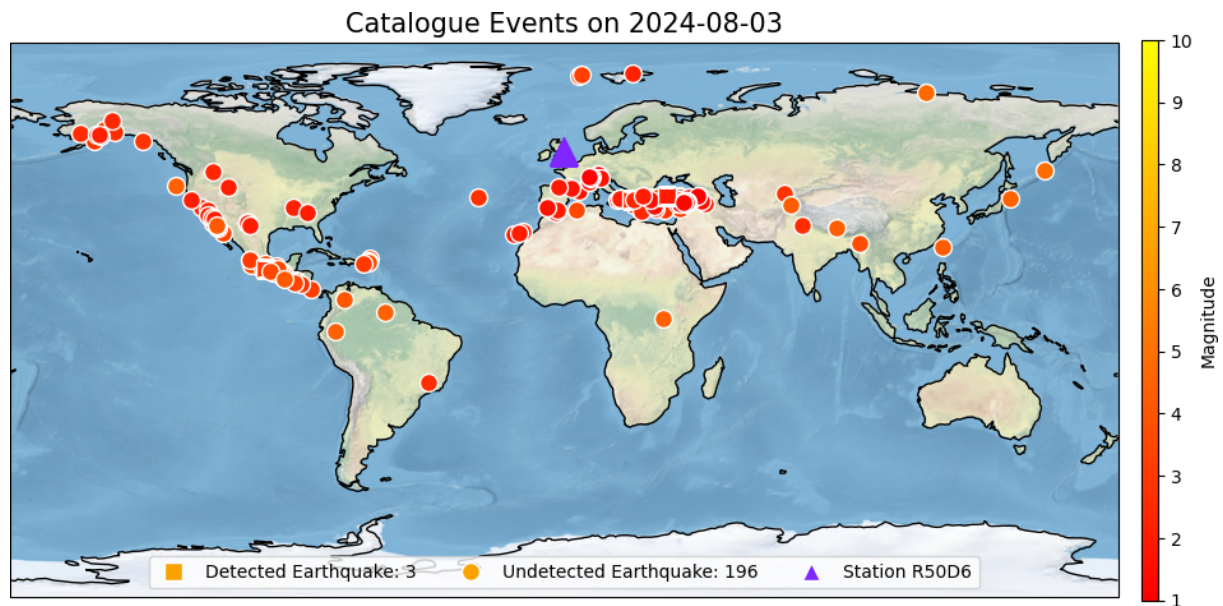 Catalogue Events on 2024-08-03
10
9
8
7
6
5
4
3
2
1
Magnitude
Detected Earthquake: 3
Undetected Earthquake: 196
Station R50D6